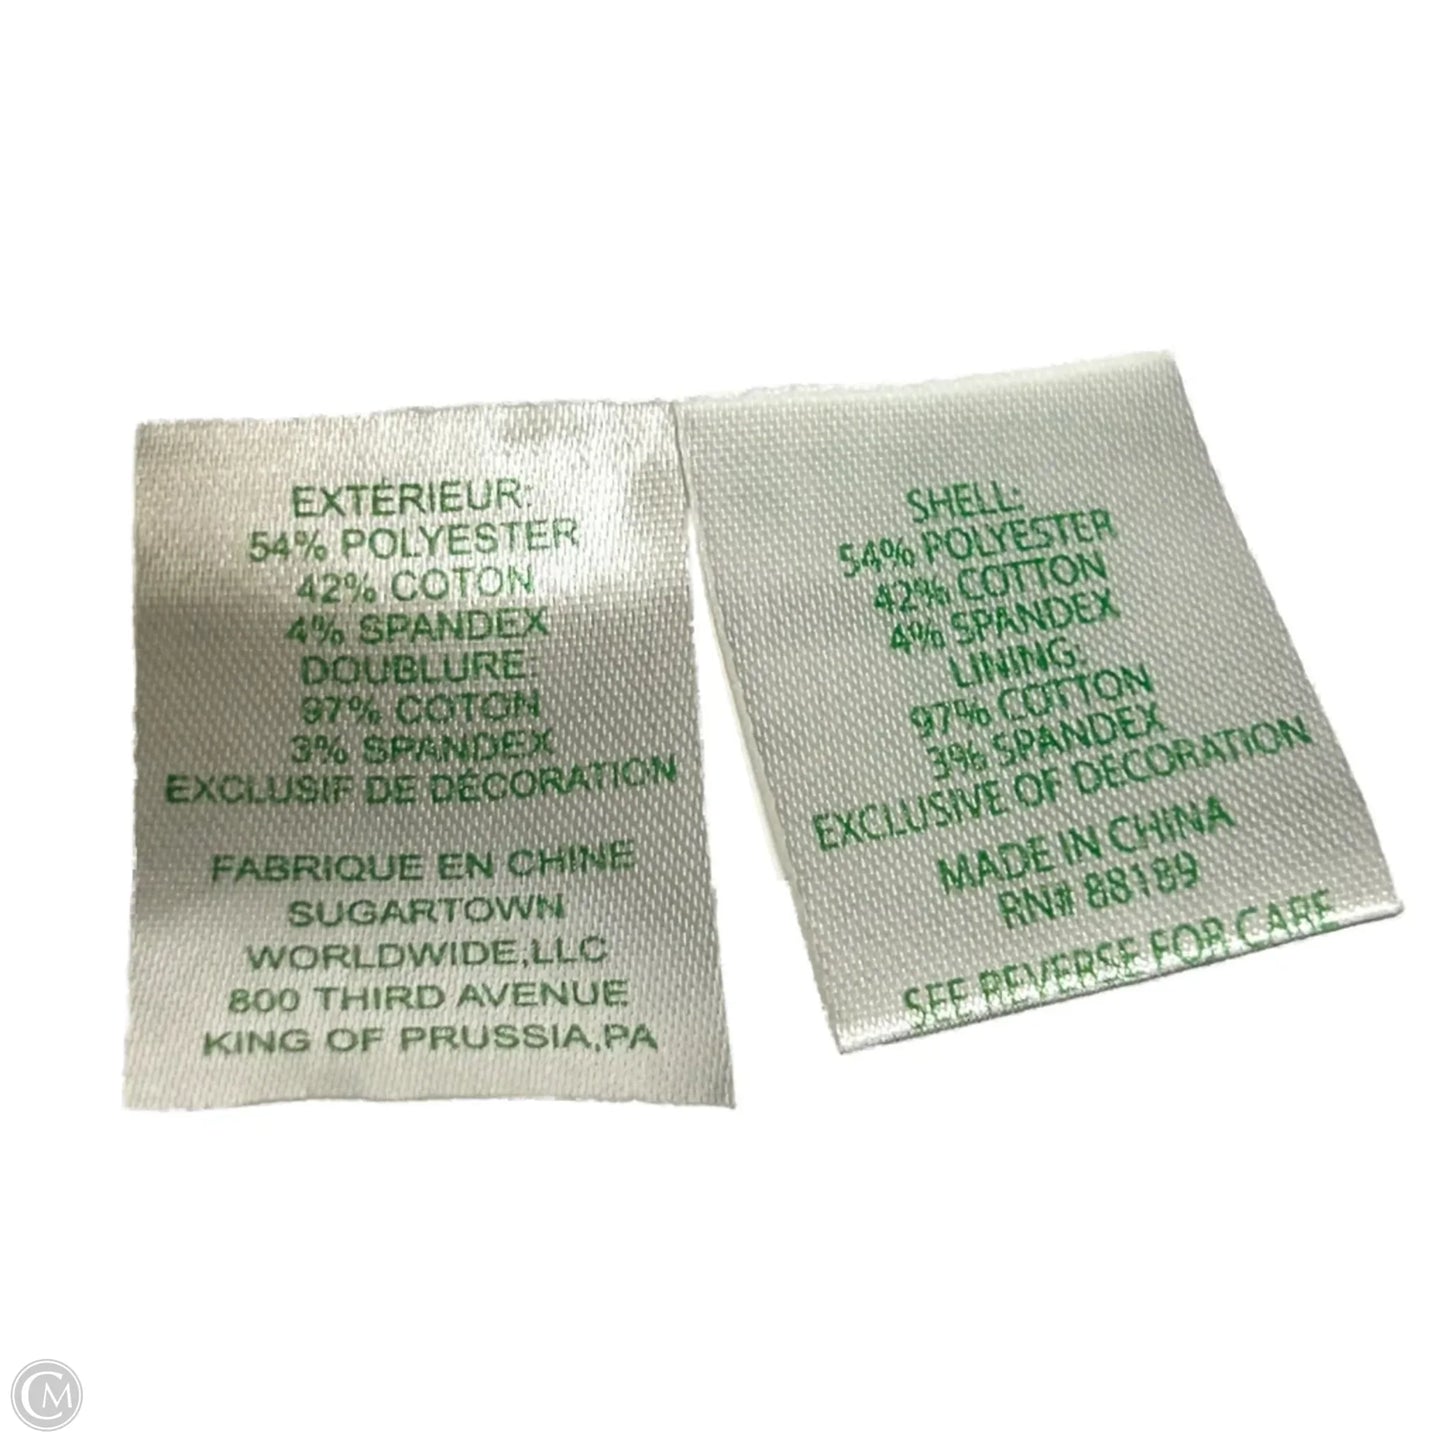 EXTÉRIEUR:
54% POLYESTER
42% COTON
4% SPANDEX
DOUBLURE:
97% COTON
3% SPANDEX
EXCLUSIF DE DÉCORATION
FABRIQUE EN CHINE
SUGARTOWN
WORLDWIDE,LLC
800 THIRD AVENUE
KING OF PRUSSIA,PA
SHELL:
54% POLYESTER
42% COTTON
4% SPANDEX
LINING:
97% COTTON
3% SPANDEX
EXCLUSIVE OF DECORATION
MADE IN CHINA
RN# 88189
SEE REVERSE FOR CARE
CM